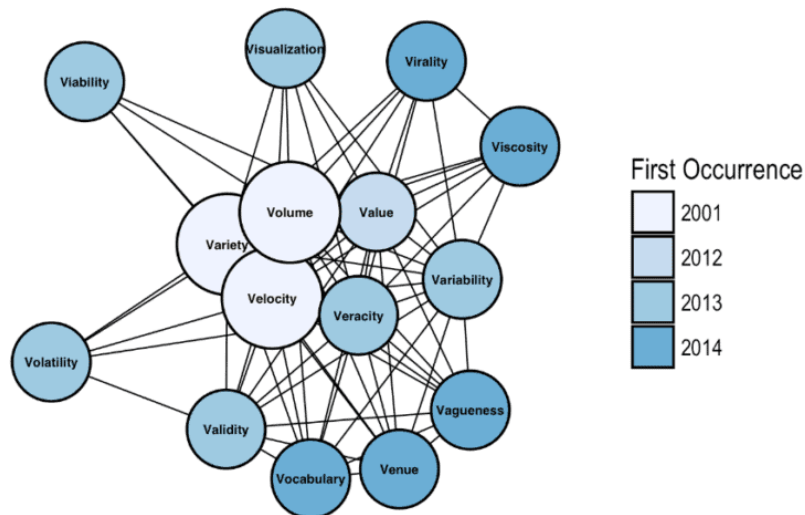 Visualization
Virality
Viability
Viscosity
Volume
Value
Variety
Variability
Velocity
Veracity
Volatility
Vagueness
Validity
Venue
Vocabulary
First Occurrence
2001
2012
2013
2014